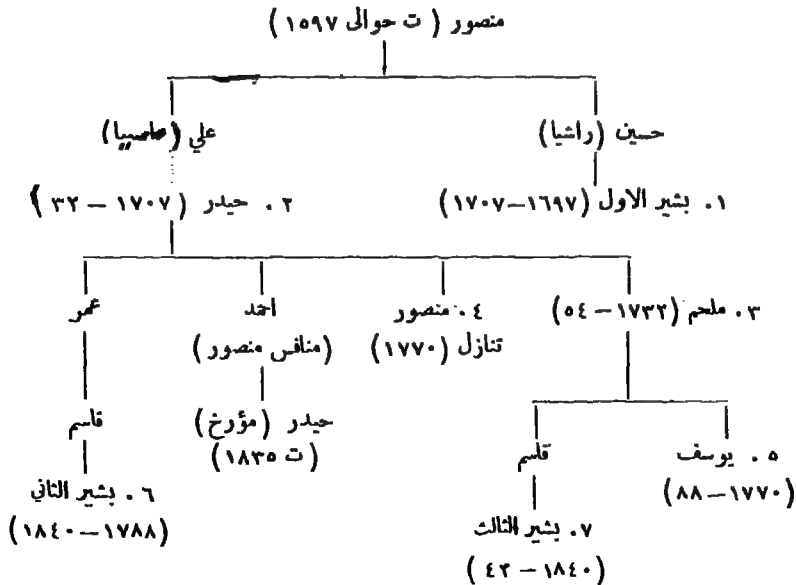 منصور (ت حوالى ١٥٩٧)
حسين (راشيا)
علي (حاصبيا)
١. بشير الاول (١٦٩٧–١٧٠٧)
٢. حيدر (١٧٠٧–٣٢)
٣. ملحم (١٧٣٢–٥٤)
٤. منصور
تنازل (١٧٧٠)
احمد
(منافس منصور)
عمر
٥. يوسف
(١٧٧٠–٨٨)
قاسم
حيدر (مؤرخ)
(ت ١٨٣٥)
قاسم
٧. بشير الثالث
(١٨٤٠–٤٢)
٦. بشير الثاني
(١٧٨٨–١٨٤٠)